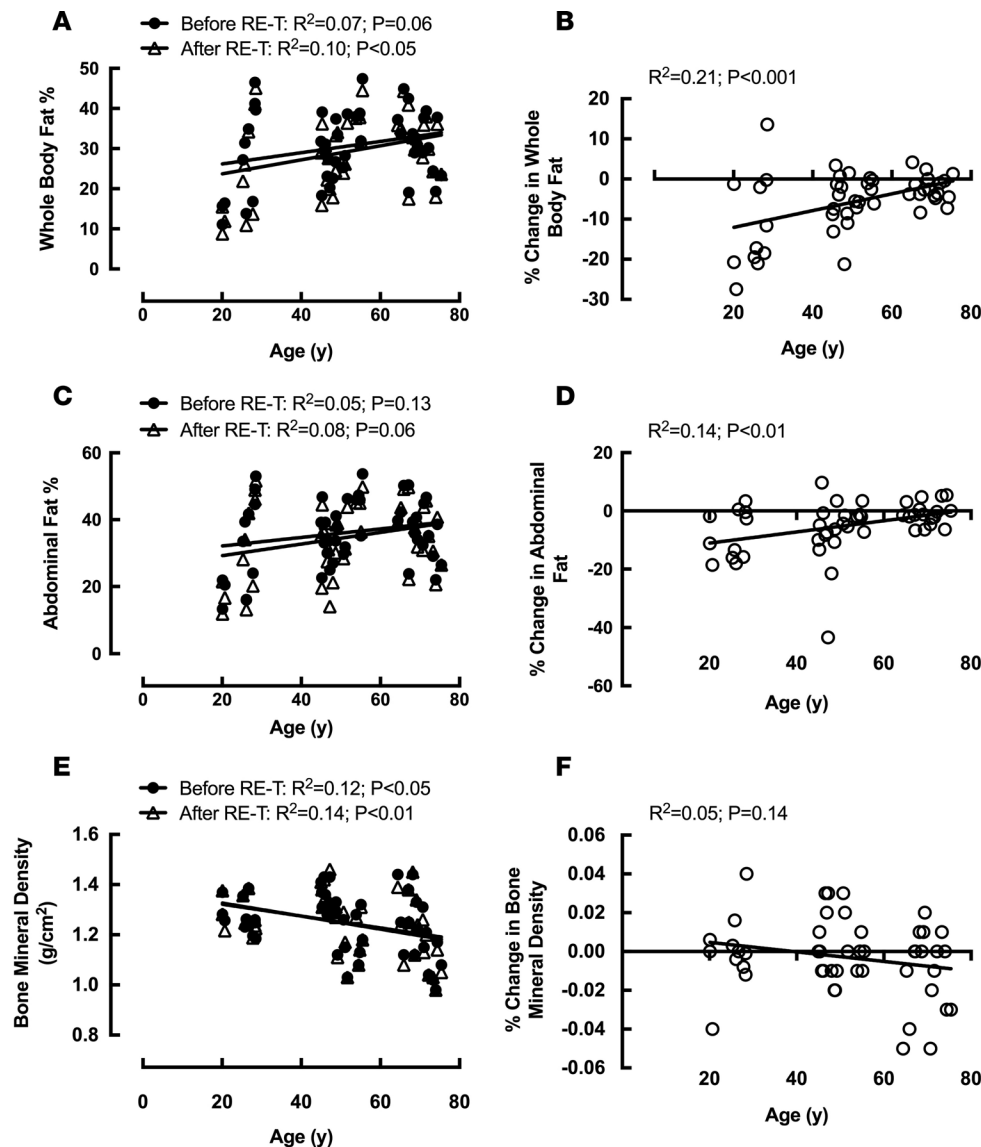 A
Before RE-T: R²=0.07; P=0.06
After RE-T: R²=0.10; P<0.05
50
40
30
20
10
0
Whole Body Fat %
0 20 40 60 80
Age (y)
B
R²=0.21; P<0.001
20
10
0
-10
-20
-30
% Change in Whole
Body Fat
20 40 60 80
Age (y)
C
Before RE-T: R²=0.05; P=0.13
After RE-T: R²=0.08; P=0.06
60
40
20
0
Abdominal Fat %
0 20 40 60 80
Age (y)
D
R²=0.14; P<0.01
20
0
-20
-40
-60
% Change in Abdominal
Fat
20 40 60 80
Age (y)
E
Before RE-T: R²=0.12; P<0.05
After RE-T: R²=0.14; P<0.01
1.6
1.4
1.2
1.0
0.8
Bone Mineral Density
(g/cm²)
0 20 40 60 80
Age (y)
F
R²=0.05; P=0.14
0.06
0.04
0.02
0.00
-0.02
-0.04
-0.06
% Change in Bone
Mineral Density
20 40 60 80
Age (y)